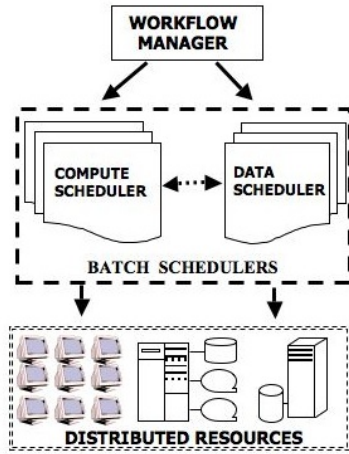 WORKFLOW
MANAGER
COMPUTE
SCHEDULER
DATA
SCHEDULER
BATCH SCHEDULERS
DISTRIBUTED RESOURCES